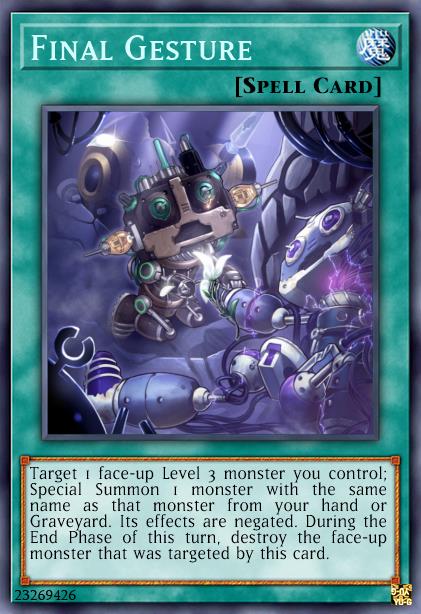 Final Gesture
魔
[Spell Card]
Target 1 face-up Level 3 monster you control;
Special Summon 1 monster with the same
name as that monster from your hand or
Graveyard. Its effects are negated. During the
End Phase of this turn, destroy the face-up
monster that was targeted by this card.
23269426